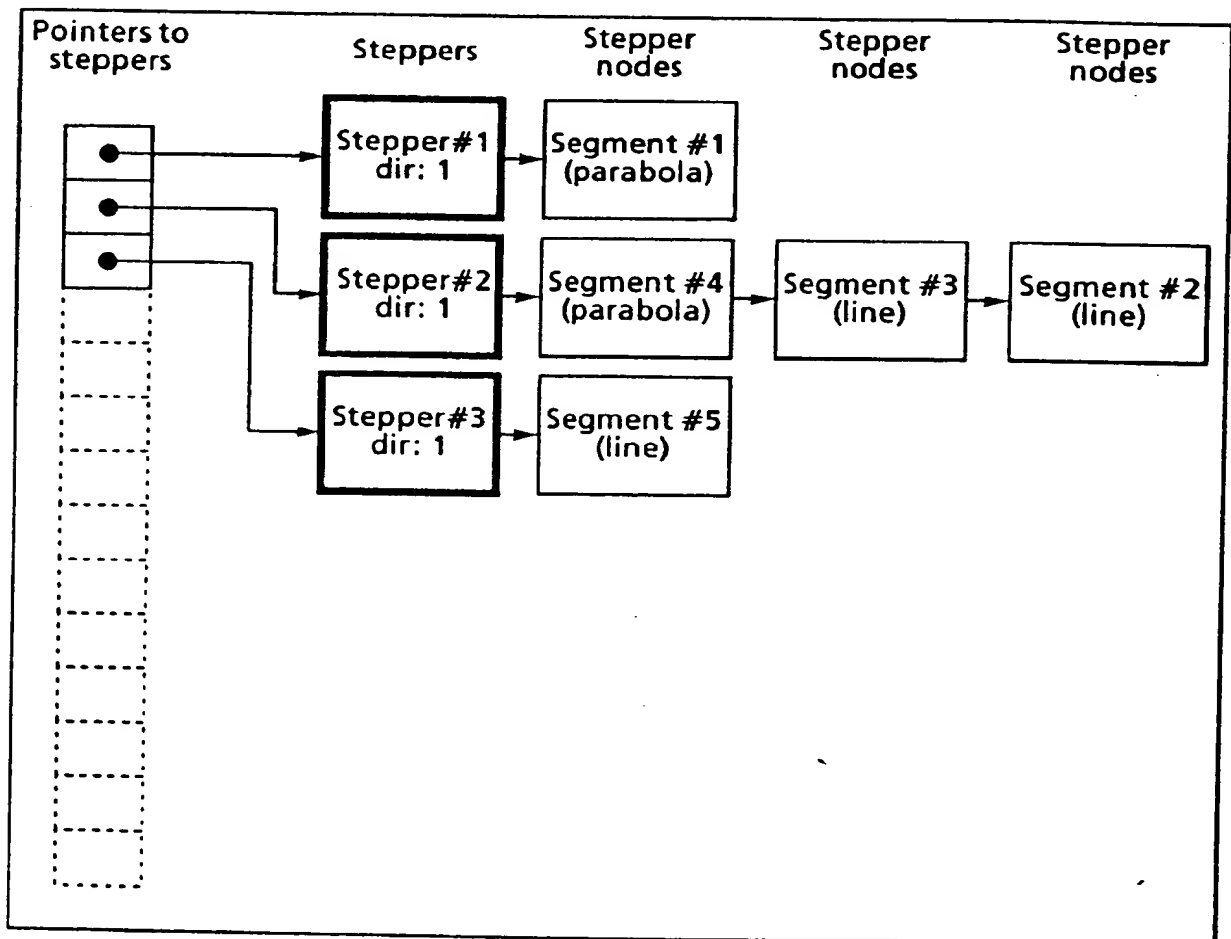 Pointers to
steppers
Steppers
Stepper
nodes
Stepper
nodes
Stepper
nodes
Stepper#1
dir: 1
Segment #1
(parabola)
Stepper#2
dir: 1
Segment #4
(parabola)
Segment #3
(line)
Segment #2
(line)
Stepper#3
dir: 1
Segment #5
(line)